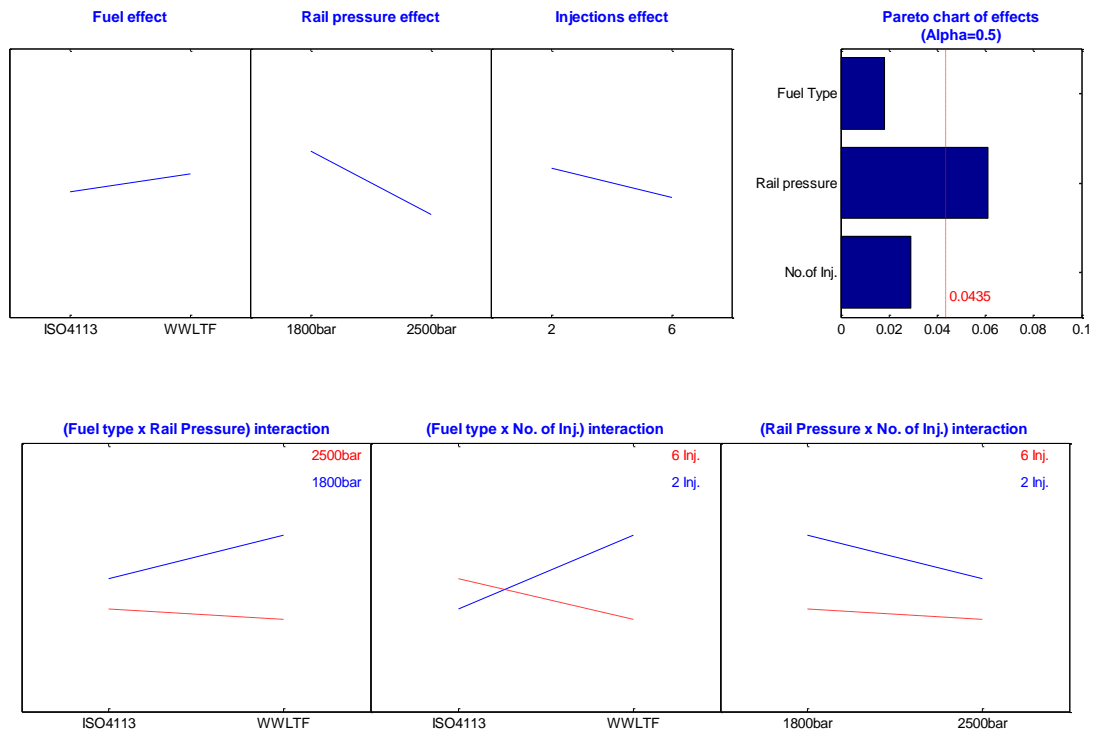 Fuel effect
Rail pressure effect
Injections effect
Pareto chart of effects
(Alpha=0.5)
Fuel Type
Rail pressure
No.of Inj.
0.0435
ISO4113
WWLTF
1800bar
2500bar
2
6
0
0.02
0.04
0.06
0.08
0.1
(Fuel type x Rail Pressure) interaction
2500bar
1800bar
ISO4113
WWLTF
(Fuel type x No. of Inj.) interaction
6 Inj.
2 Inj.
ISO4113
WWLTF
(Rail Pressure x No. of Inj.) interaction
6 Inj.
2 Inj.
1800bar
2500bar